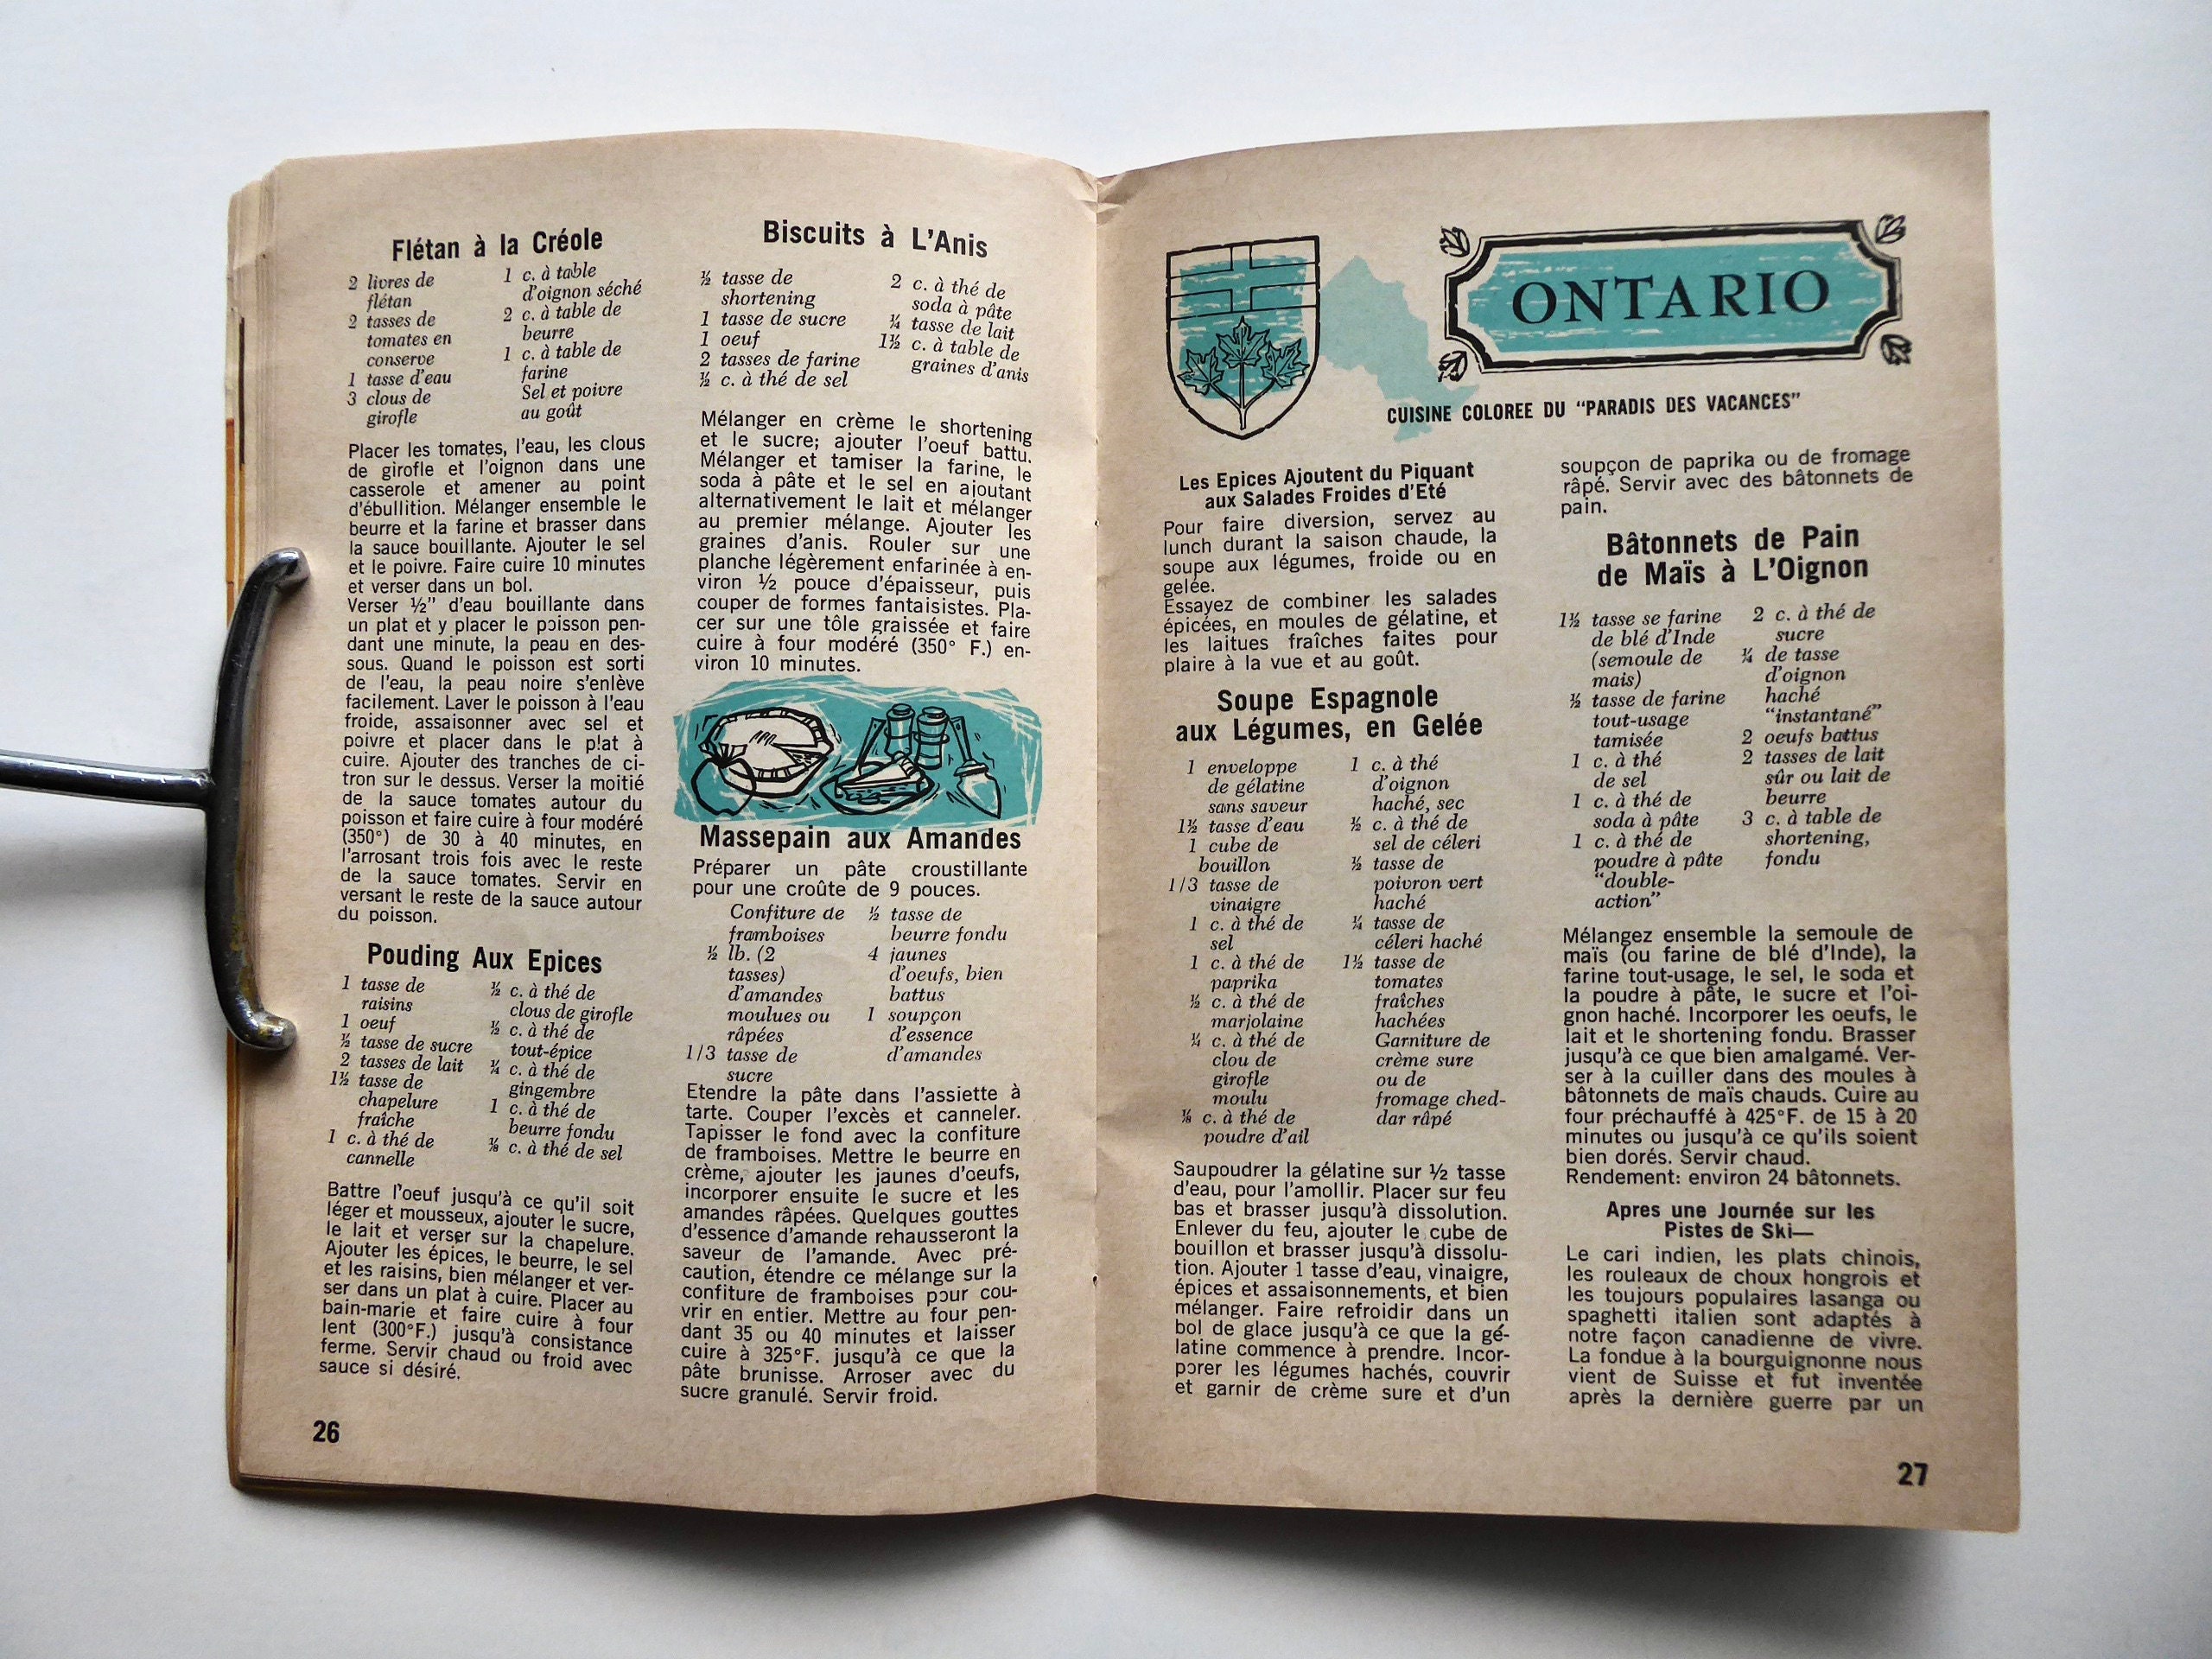 Flétan à la Créole
2 livres de
flétan
2 tasses de
tomates en
conserve
1 tasse d'eau
3 clous de
girofle
1 c. à table
d'oignon séché
2 c. à table de
beurre
1 c. à table de
farine
Sel et poivre
au goût
Placer les tomates, l'eau, les clous
de girofle et l'oignon dans une
casserole et amener au point
d'ébullition. Mélanger ensemble le
beurre et la farine et brasser dans
la sauce bouillante. Ajouter le sel
et le poivre. Faire cuire 10 minutes
et verser dans un bol.
Verser ½" d'eau bouillante dans
un plat et y placer le poisson pen-
dant une minute, la peau en des-
sous. Quand le poisson est sorti
de l'eau, la peau noire s'enlève
facilement. Laver le poisson à l'eau
froide, assaisonner avec sel et
poivre et placer dans le plat à
cuire. Ajouter des tranches de ci-
tron sur le dessus. Verser la moitié
de la sauce tomates autour du
poisson et faire cuire à four modéré
(350°) de 30 à 40 minutes, en
l'arrosant trois fois avec le reste
de la sauce tomates. Servir en
versant le reste de la sauce autour
du poisson.
Pouding Aux Epices
1 tasse de
raisins
1 oeuf
½ tasse de sucre
2 tasses de lait
1½ tasse de
chapelure
fraîche
1 c. à thé de
cannelle
½ c. à thé de
clous de girofle
½ c. à thé de
tout-épice
¼ c. à thé de
gingembre
1 c. à thé de
beurre fondu
⅛ c. à thé de sel
Battre l'oeuf jusqu'à ce qu'il soit
léger et mousseux, ajouter le sucre,
le lait et verser sur la chapelure.
Ajouter les épices, le beurre, le sel
et les raisins, bien mélanger et ver-
ser dans un plat à cuire. Placer au
bain-marie et faire cuire à four
lent (300°F.) jusqu'à consistance
ferme. Servir chaud ou froid avec
sauce si désiré.
26
Biscuits à L'Anis
½ tasse de
shortening
1 tasse de sucre
1 oeuf
2 tasses de farine
½ c. à thé de sel
2 c. à thé de
soda à pâte
¼ tasse de lait
1½ c. à table de
graines d'anis
Mélanger en crème le shortening
et le sucre; ajouter l'oeuf battu.
Mélanger et tamiser la farine, le
soda à pâte et le sel en ajoutant
alternativement le lait et mélanger
au premier mélange. Ajouter les
graines d'anis. Rouler sur une
planche légèrement enfarinée à en-
viron ½ pouce d'épaisseur, puis
couper de formes fantaisistes. Pla-
cer sur une tôle graissée et faire
cuire à four modéré (350° F.) en-
viron 10 minutes.
Massepain aux Amandes
Préparer un pâte croustillante
pour une croûte de 9 pouces.
Confiture de
framboises
½ lb. (2
tasses)
d'amandes
moulues ou
râpées
1/3 tasse de
sucre
½ tasse de
beurre fondu
4 jaunes
d'oeufs, bien
battus
1 soupçon
d'essence
d'amandes
Etendre la pâte dans l'assiette à
tarte. Couper l'excès et canneler.
Tapisser le fond avec la confiture
de framboises. Mettre le beurre en
crème, ajouter les jaunes d'oeufs,
incorporer ensuite le sucre et les
amandes râpées. Quelques gouttes
d'essence d'amande rehausseront la
saveur de l'amande. Avec pré-
caution, étendre ce mélange sur la
confiture de framboises pour cou-
vrir en entier. Mettre au four pen-
dant 35 ou 40 minutes et laisser
cuire à 325°F. jusqu'à ce que la
pâte brunisse. Arroser avec du
sucre granulé. Servir froid.
ONTARIO
CUISINE COLOREE DU "PARADIS DES VACANCES"
Les Epices Ajoutent du Piquant
aux Salades Froides d'Eté
Pour faire diversion, servez au
lunch durant la saison chaude, la
soupe aux légumes, froide ou en
gelée.
Essayez de combiner les salades
épicées, en moules de gélatine, et
les laitues fraîches faites pour
plaire à la vue et au goût.
Soupe Espagnole
aux Légumes, en Gelée
1 enveloppe
de gélatine
sans saveur
1½ tasse d'eau
1 cube de
bouillon
1/3 tasse de
vinaigre
1 c. à thé de
sel
1 c. à thé de
paprika
½ c. à thé de
marjolaine
¼ c. à thé de
clou de
girofle
moulu
⅛ c. à thé de
poudre d'ail
1 c. à thé
d'oignon
haché, sec
½ c. à thé de
sel de céleri
½ tasse de
poivron vert
haché
¼ tasse de
céleri haché
1½ tasse de
tomates
fraîches
hachées
Garniture de
crème sure
ou de
fromage ched-
dar râpé
Saupoudrer la gélatine sur ½ tasse
d'eau, pour l'amollir. Placer sur feu
bas et brasser jusqu'à dissolution.
Enlever du feu, ajouter le cube de
bouillon et brasser jusqu'à dissolu-
tion. Ajouter 1 tasse d'eau, vinaigre,
épices et assaisonnements, et bien
mélanger. Faire refroidir dans un
bol de glace jusqu'à ce que la gé-
latine commence à prendre. Incor-
porer les légumes hachés, couvrir
et garnir de crème sure et d'un
soupçon de paprika ou de fromage
râpé. Servir avec des bâtonnets de
pain.
Bâtonnets de Pain
de Maïs à L'Oignon
1½ tasse se farine
de blé d'Inde
(semoule de
mais)
½ tasse de farine
tout-usage
tamisée
1 c. à thé
de sel
1 c. à thé de
soda à pâte
1 c. à thé de
poudre à pâte
"double-
action"
2 c. à thé de
sucre
¼ de tasse
d'oignon
haché
"instantané"
2 oeufs battus
2 tasses de lait
sûr ou lait de
beurre
3 c. à table de
shortening,
fondu
Mélangez ensemble la semoule de
maïs (ou farine de blé d'Inde), la
farine tout-usage, le sel, le soda et
la poudre à pâte, le sucre et l'oi-
gnon haché. Incorporer les oeufs, le
lait et le shortening fondu. Brasser
jusqu'à ce que bien amalgamé. Ver-
ser à la cuiller dans des moules à
bâtonnets de maïs chauds. Cuire au
four préchauffé à 425°F. de 15 à 20
minutes ou jusqu'à ce qu'ils soient
bien dorés. Servir chaud.
Rendement: environ 24 bâtonnets.
Apres une Journée sur les
Pistes de Ski—
Le cari indien, les plats chinois,
les rouleaux de choux hongrois et
les toujours populaires lasanga ou
spaghetti italien sont adaptés à
notre façon canadienne de vivre.
La fondue à la bourguignonne nous
vient de Suisse et fut inventée
après la dernière guerre par un
27